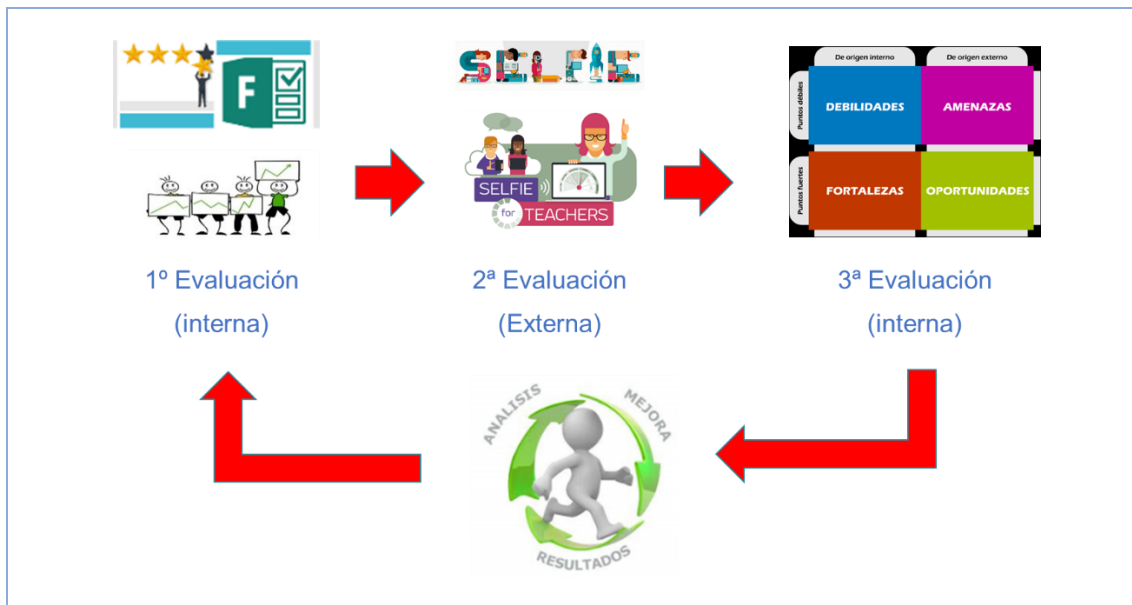 F
SELFIE
SELFIE
for
TEACHERS
De origen interno
De origen externo
Puntos débiles
DEBILIDADES
AMENAZAS
Puntos fuertes
FORTALEZAS
OPORTUNIDADES
1º Evaluación
(interna)
2ª Evaluación
(Externa)
3ª Evaluación
(interna)
ANALISIS
MEJORA
RESULTADOS